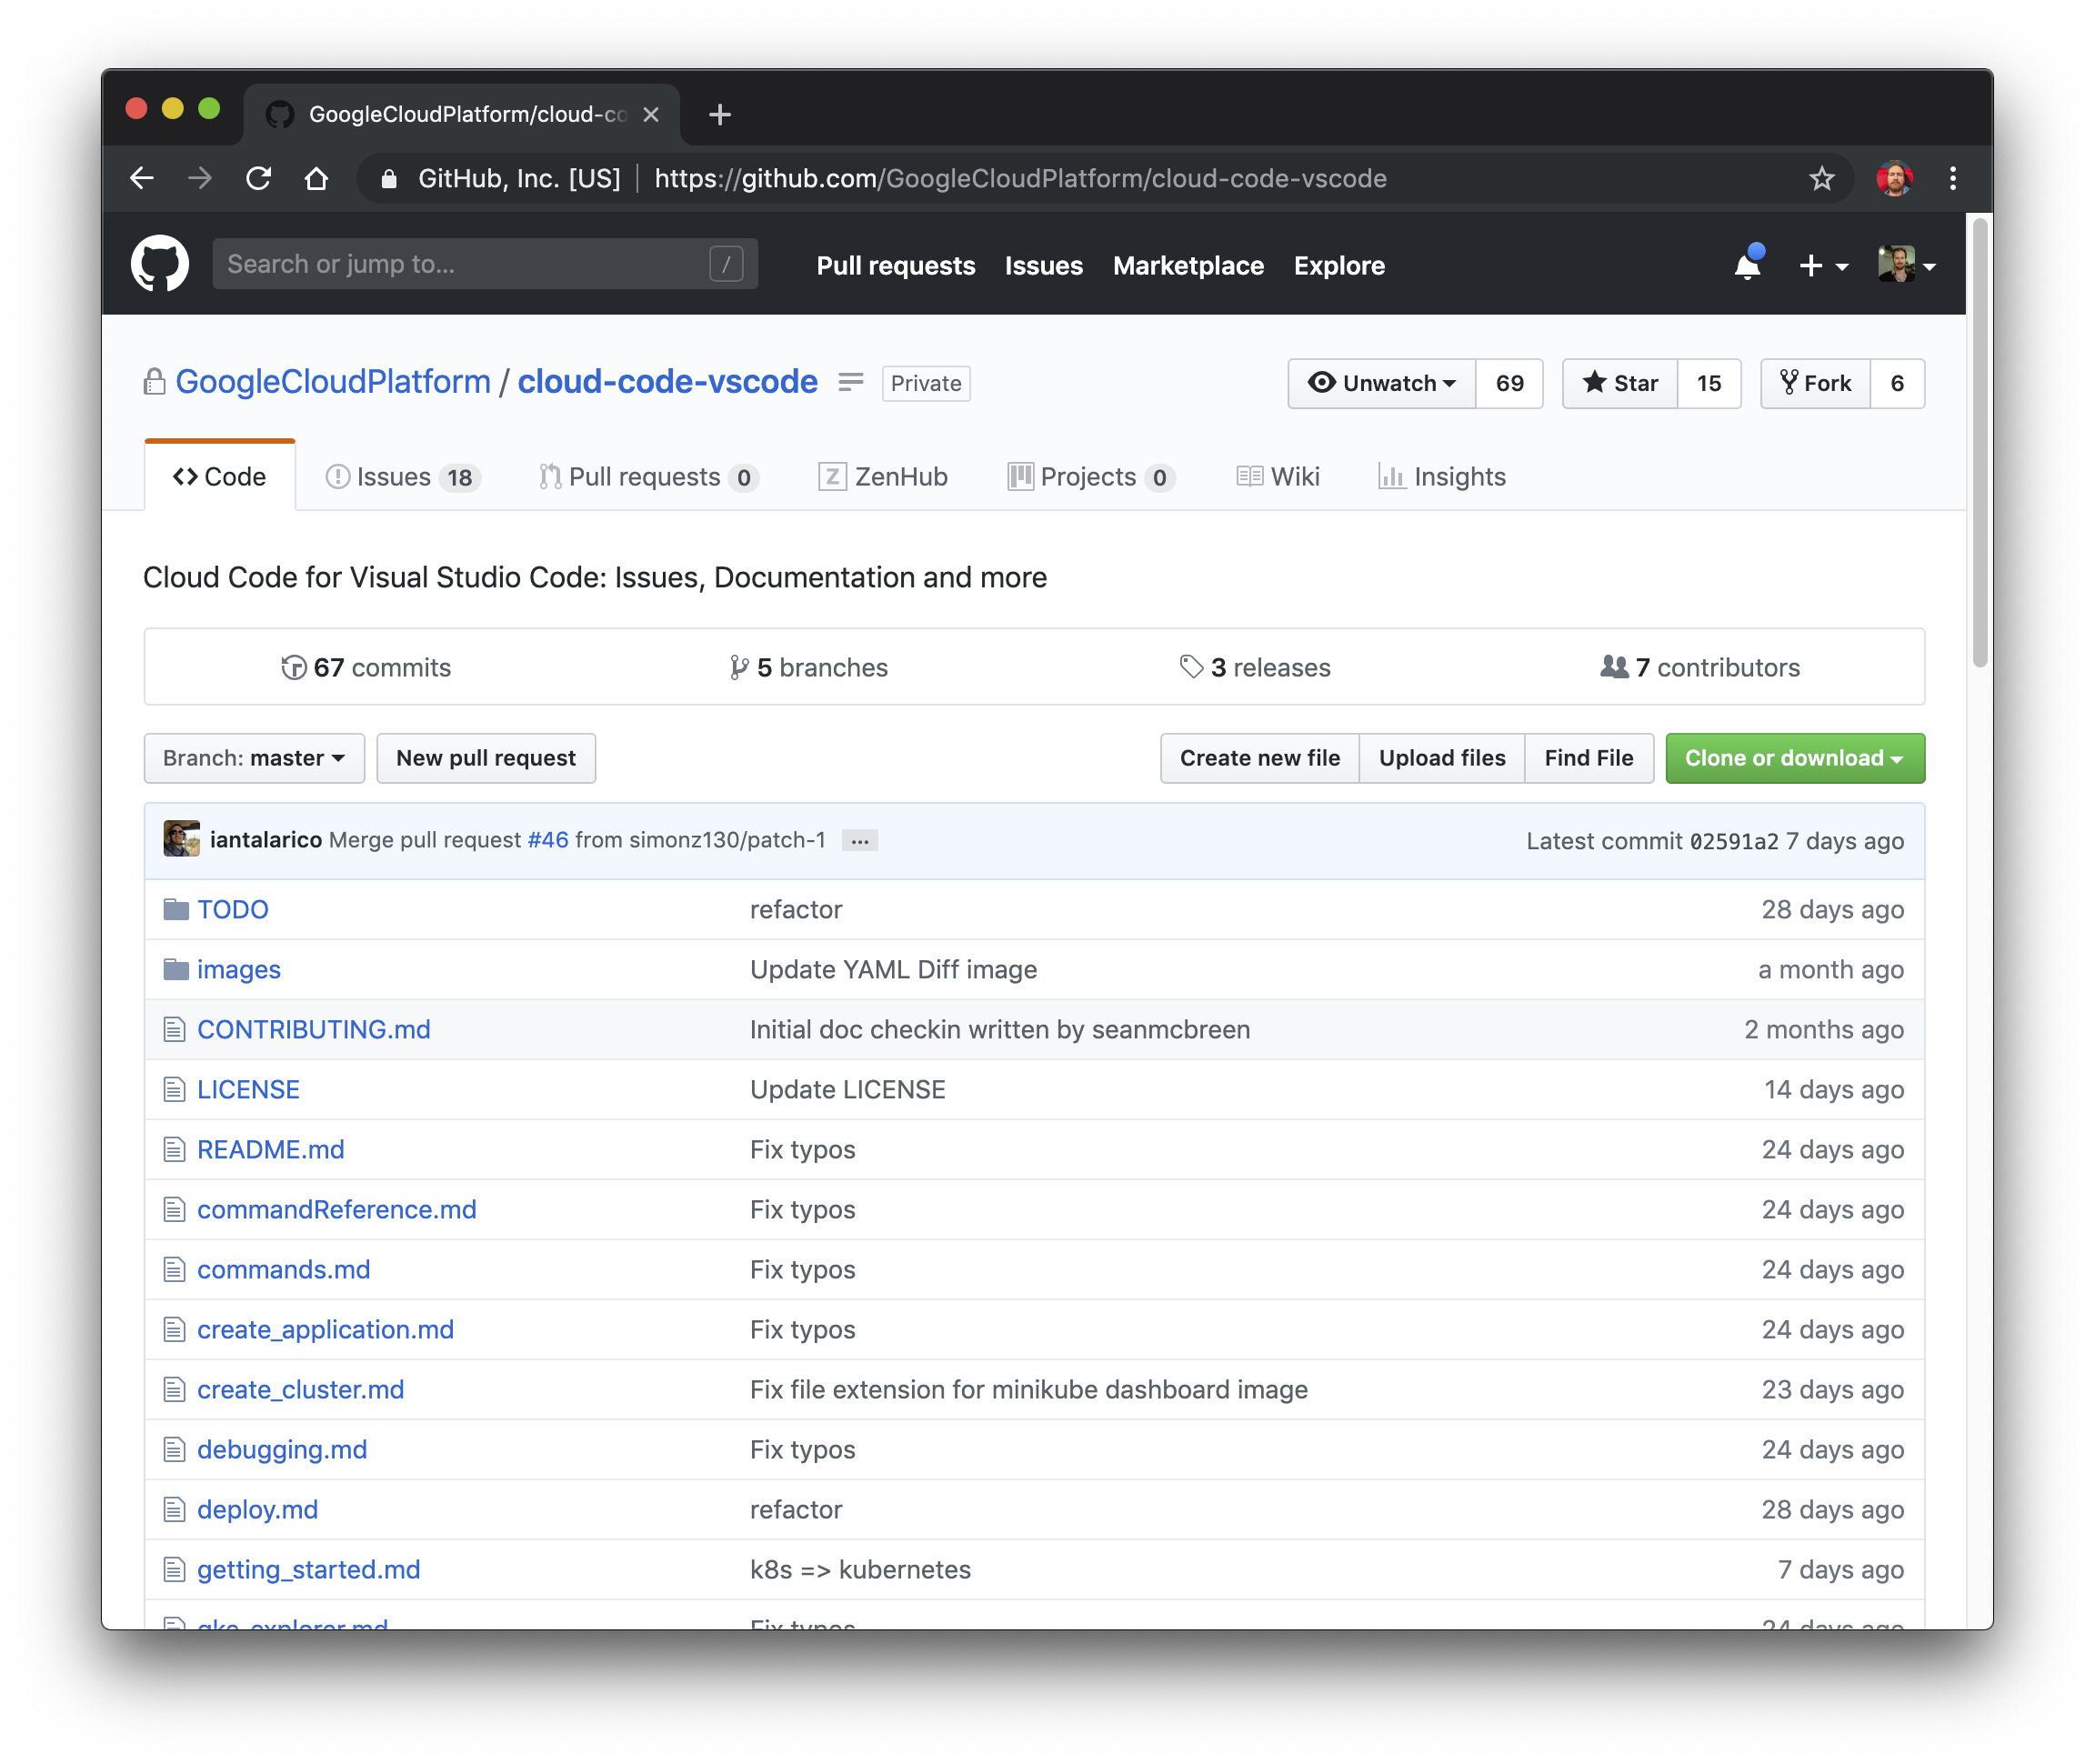 GoogleCloudPlatform/cloud-co
GitHub, Inc. [US] https://github.com/GoogleCloudPlatform/cloud-code-vscode
Search or jump to... / Pull requests Issues Marketplace Explore
GoogleCloudPlatform / cloud-code-vscode Private Unwatch 69 Star 15 Fork 6
Code Issues 18 Pull requests 0 Z ZenHub Projects 0 Wiki Insights
Cloud Code for Visual Studio Code: Issues, Documentation and more
67 commits 5 branches 3 releases 7 contributors
Branch: master New pull request Create new file Upload files Find File Clone or download
iantalarico Merge pull request #46 from simonz130/patch-1 ... Latest commit 02591a2 7 days ago
TODO refactor 28 days ago
images Update YAML Diff image a month ago
CONTRIBUTING.md Initial doc checkin written by seanmcbreen 2 months ago
LICENSE Update LICENSE 14 days ago
README.md Fix typos 24 days ago
commandReference.md Fix typos 24 days ago
commands.md Fix typos 24 days ago
create_application.md Fix typos 24 days ago
create_cluster.md Fix file extension for minikube dashboard image 23 days ago
debugging.md Fix typos 24 days ago
deploy.md refactor 28 days ago
getting_started.md k8s => kubernetes 7 days ago
gke_explorer.md Fix typos 24 days ago